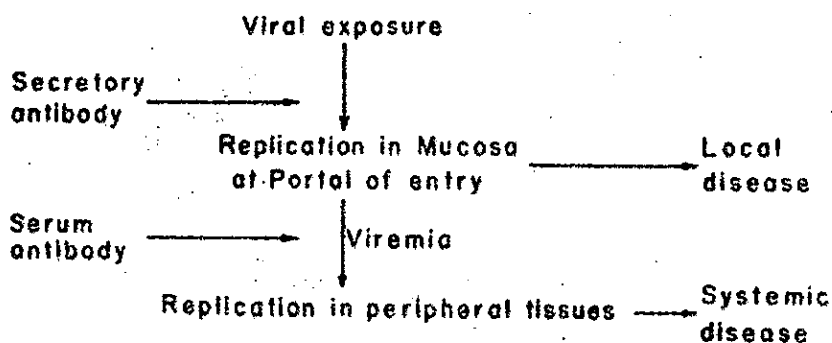 Viral exposure
Secretory
antibody
Replication in Mucosa
at Portal of entry
Local
disease
Serum
antibody
Viremia
Replication in peripheral tissues
Systemic
disease